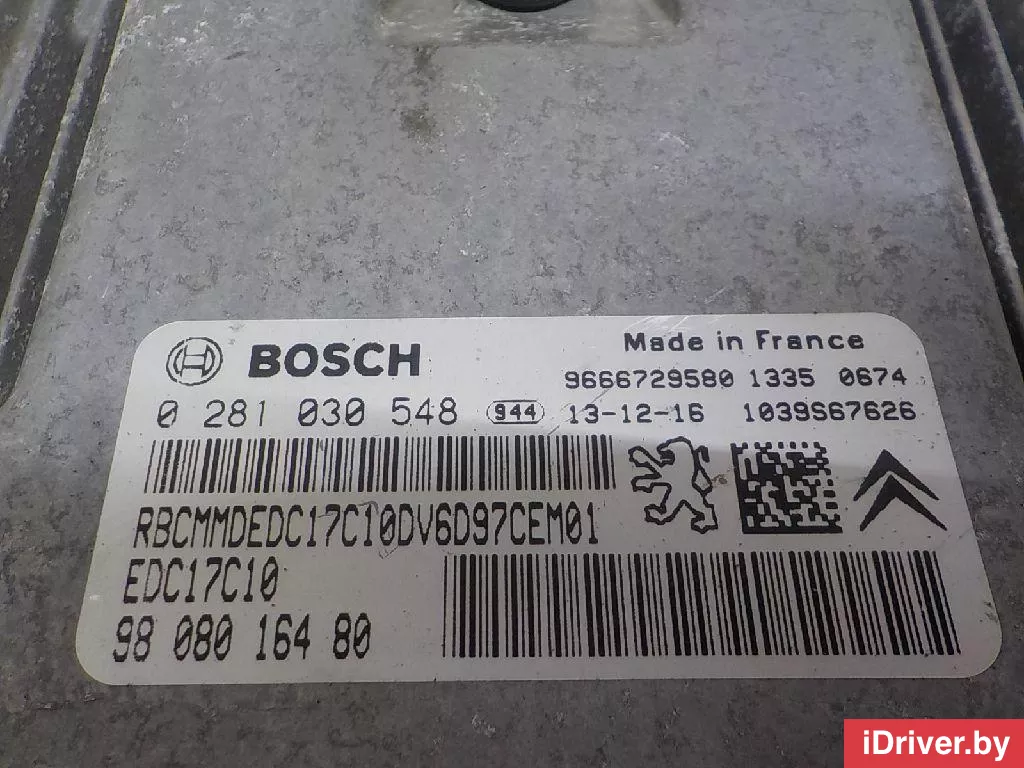 BOSCH
Made in France
9666729580 1335 0674
0 281 030 548 944 13-12-16 1039S67626
RBCMMDEDC17C10DV6D97CEM01
EDC17C10
98 080 164 80
iDriver.by